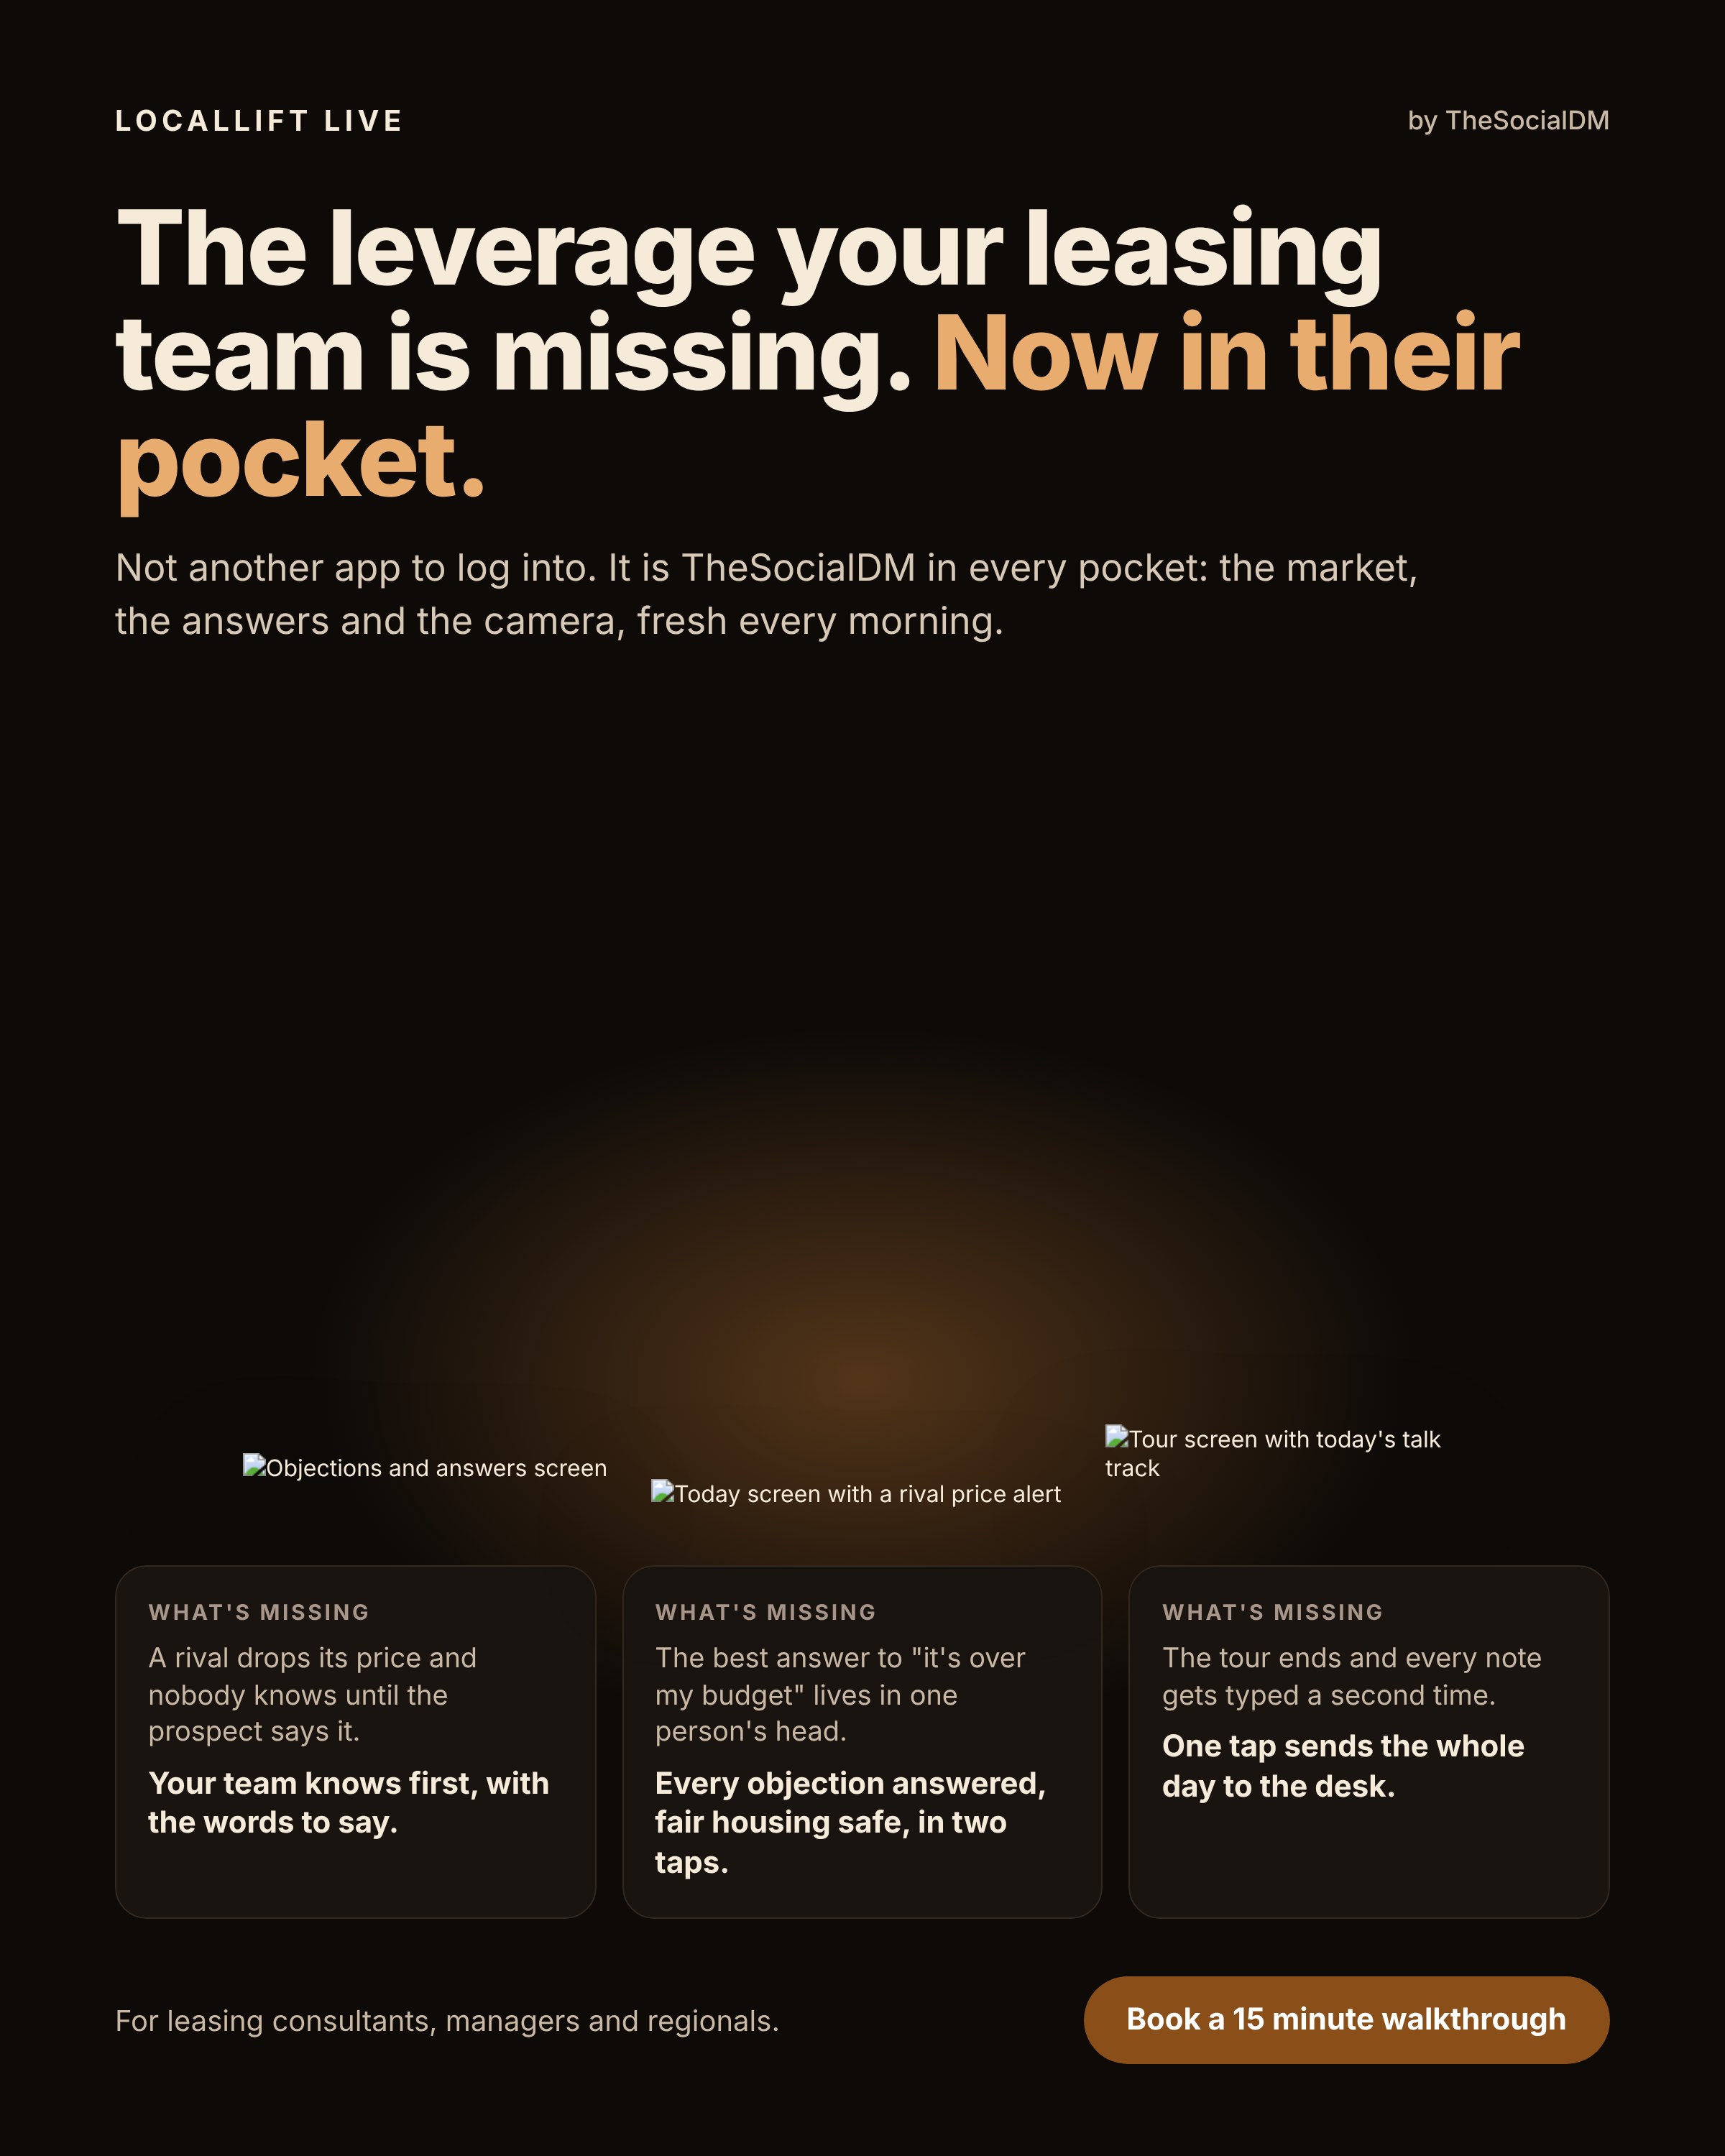 LOCALLIFT LIVE
by TheSocialDM
The leverage your leasing
team is missing. Now in their
pocket.
Not another app to log into. It is TheSocialDM in every pocket: the market,
the answers and the camera, fresh every morning.
Objections and answers screen
Today screen with a rival price alert
Tour screen with today's talk
track
WHAT'S MISSING
A rival drops its price and
nobody knows until the
prospect says it.
Your team knows first, with
the words to say.
WHAT'S MISSING
The best answer to "it's over
my budget" lives in one
person's head.
Every objection answered,
fair housing safe, in two
taps.
WHAT'S MISSING
The tour ends and every note
gets typed a second time.
One tap sends the whole
day to the desk.
For leasing consultants, managers and regionals.
Book a 15 minute walkthrough